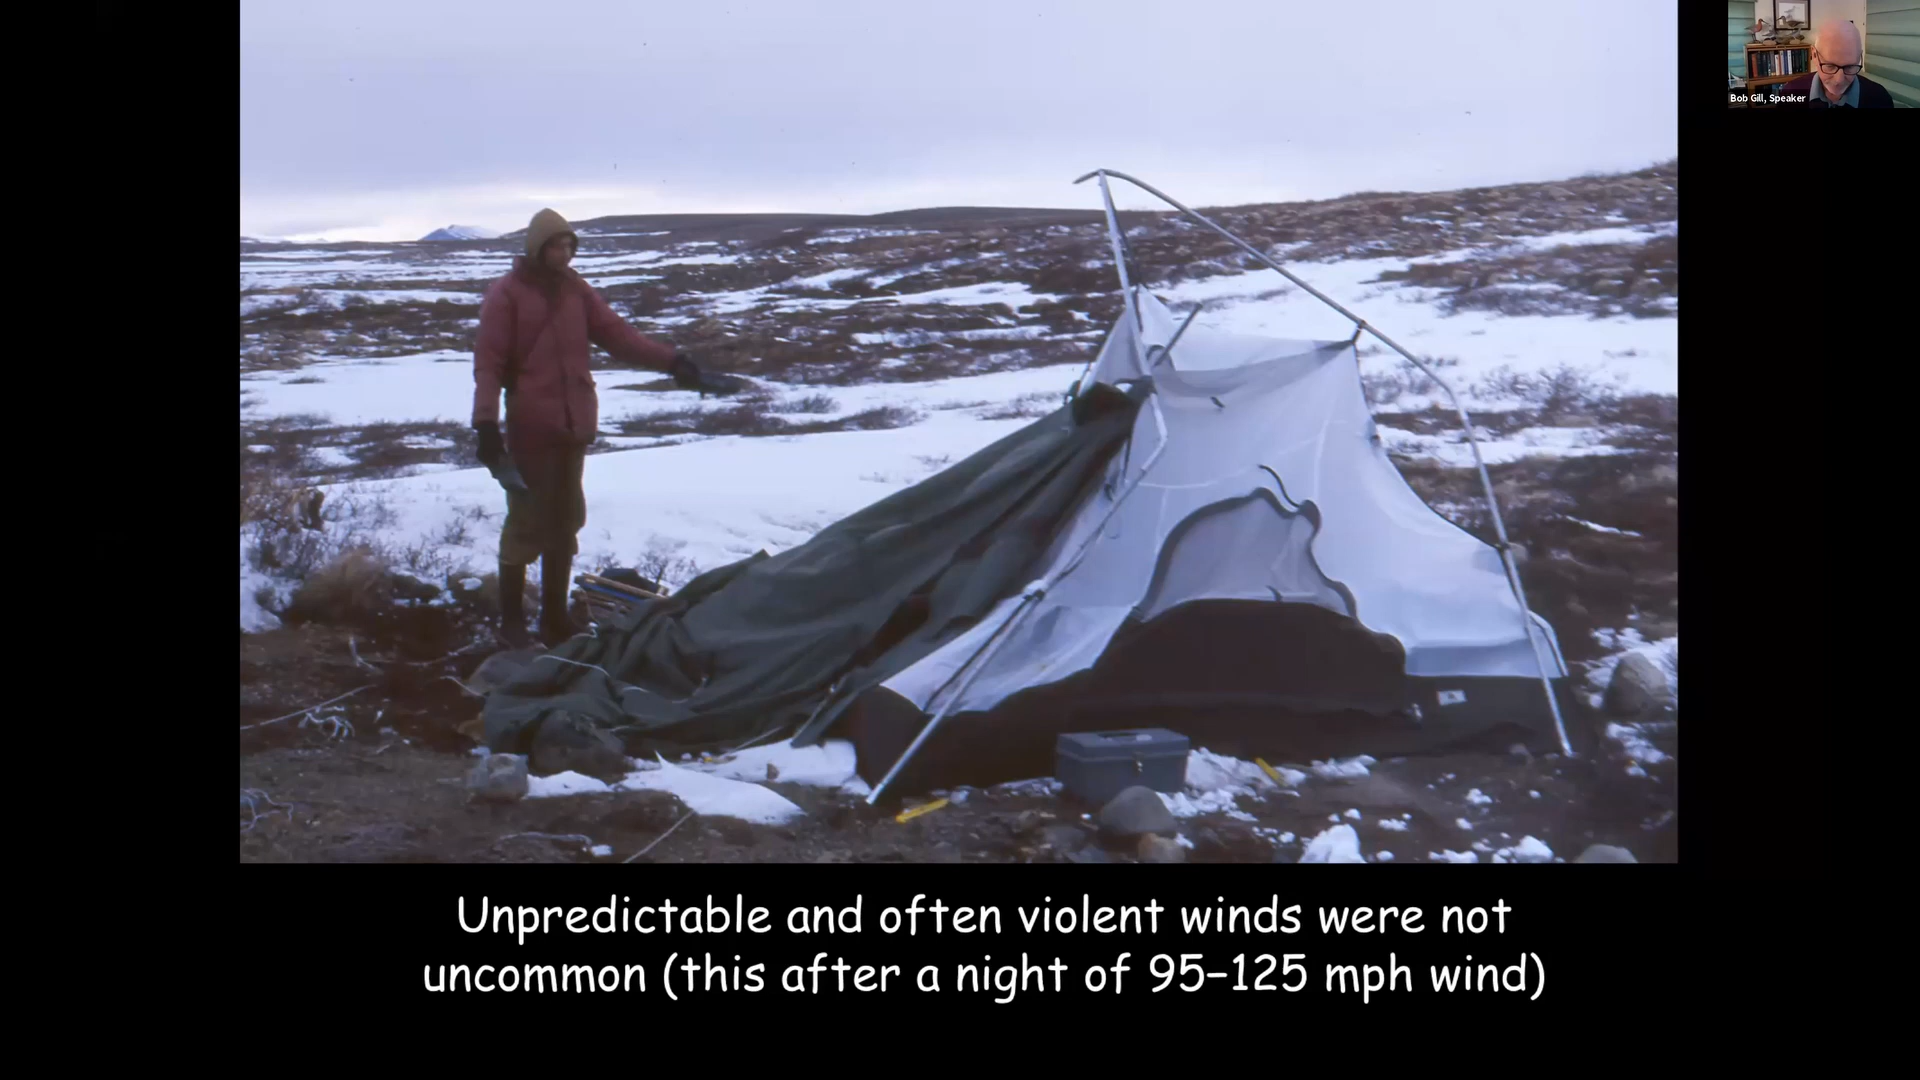 Bob Gill, Speaker
Unpredictable and often violent winds were not
uncommon (this after a night of 95–125 mph wind)